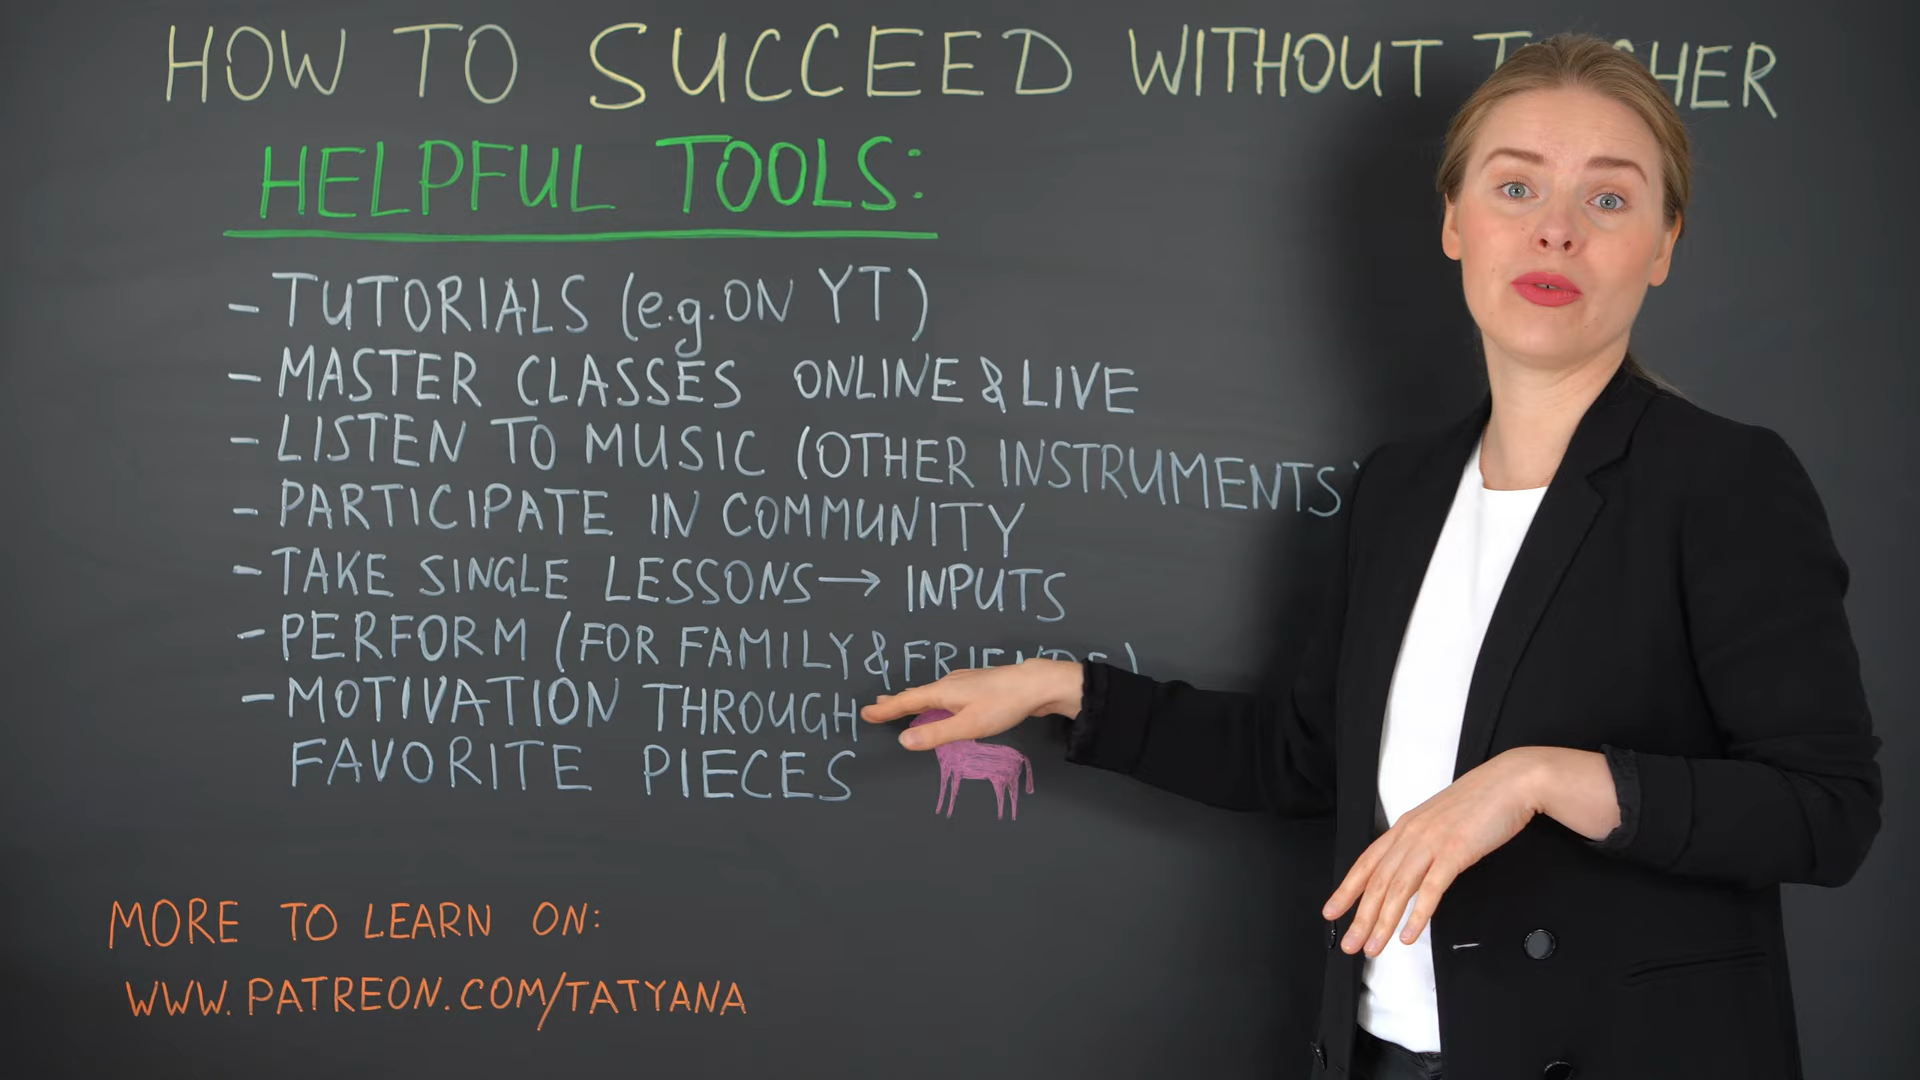 HOW TO SUCCEED WITHOUT
HELPFUL TOOLS:
- TUTORIALS (e.g. ON YT)
- MASTER CLASSES ONLINE & LIVE
- LISTEN TO MUSIC (OTHER INSTRUMENTS)
- PARTICIPATE IN COMMUNITY
- TAKE SINGLE LESSONS → INPUTS
- PERFORM (FOR FAMILY & FRIENDS)
- MOTIVATION THROUGH
FAVORITE PIECES
MORE TO LEARN ON:
WWW.PATREON.COM/TATYANA